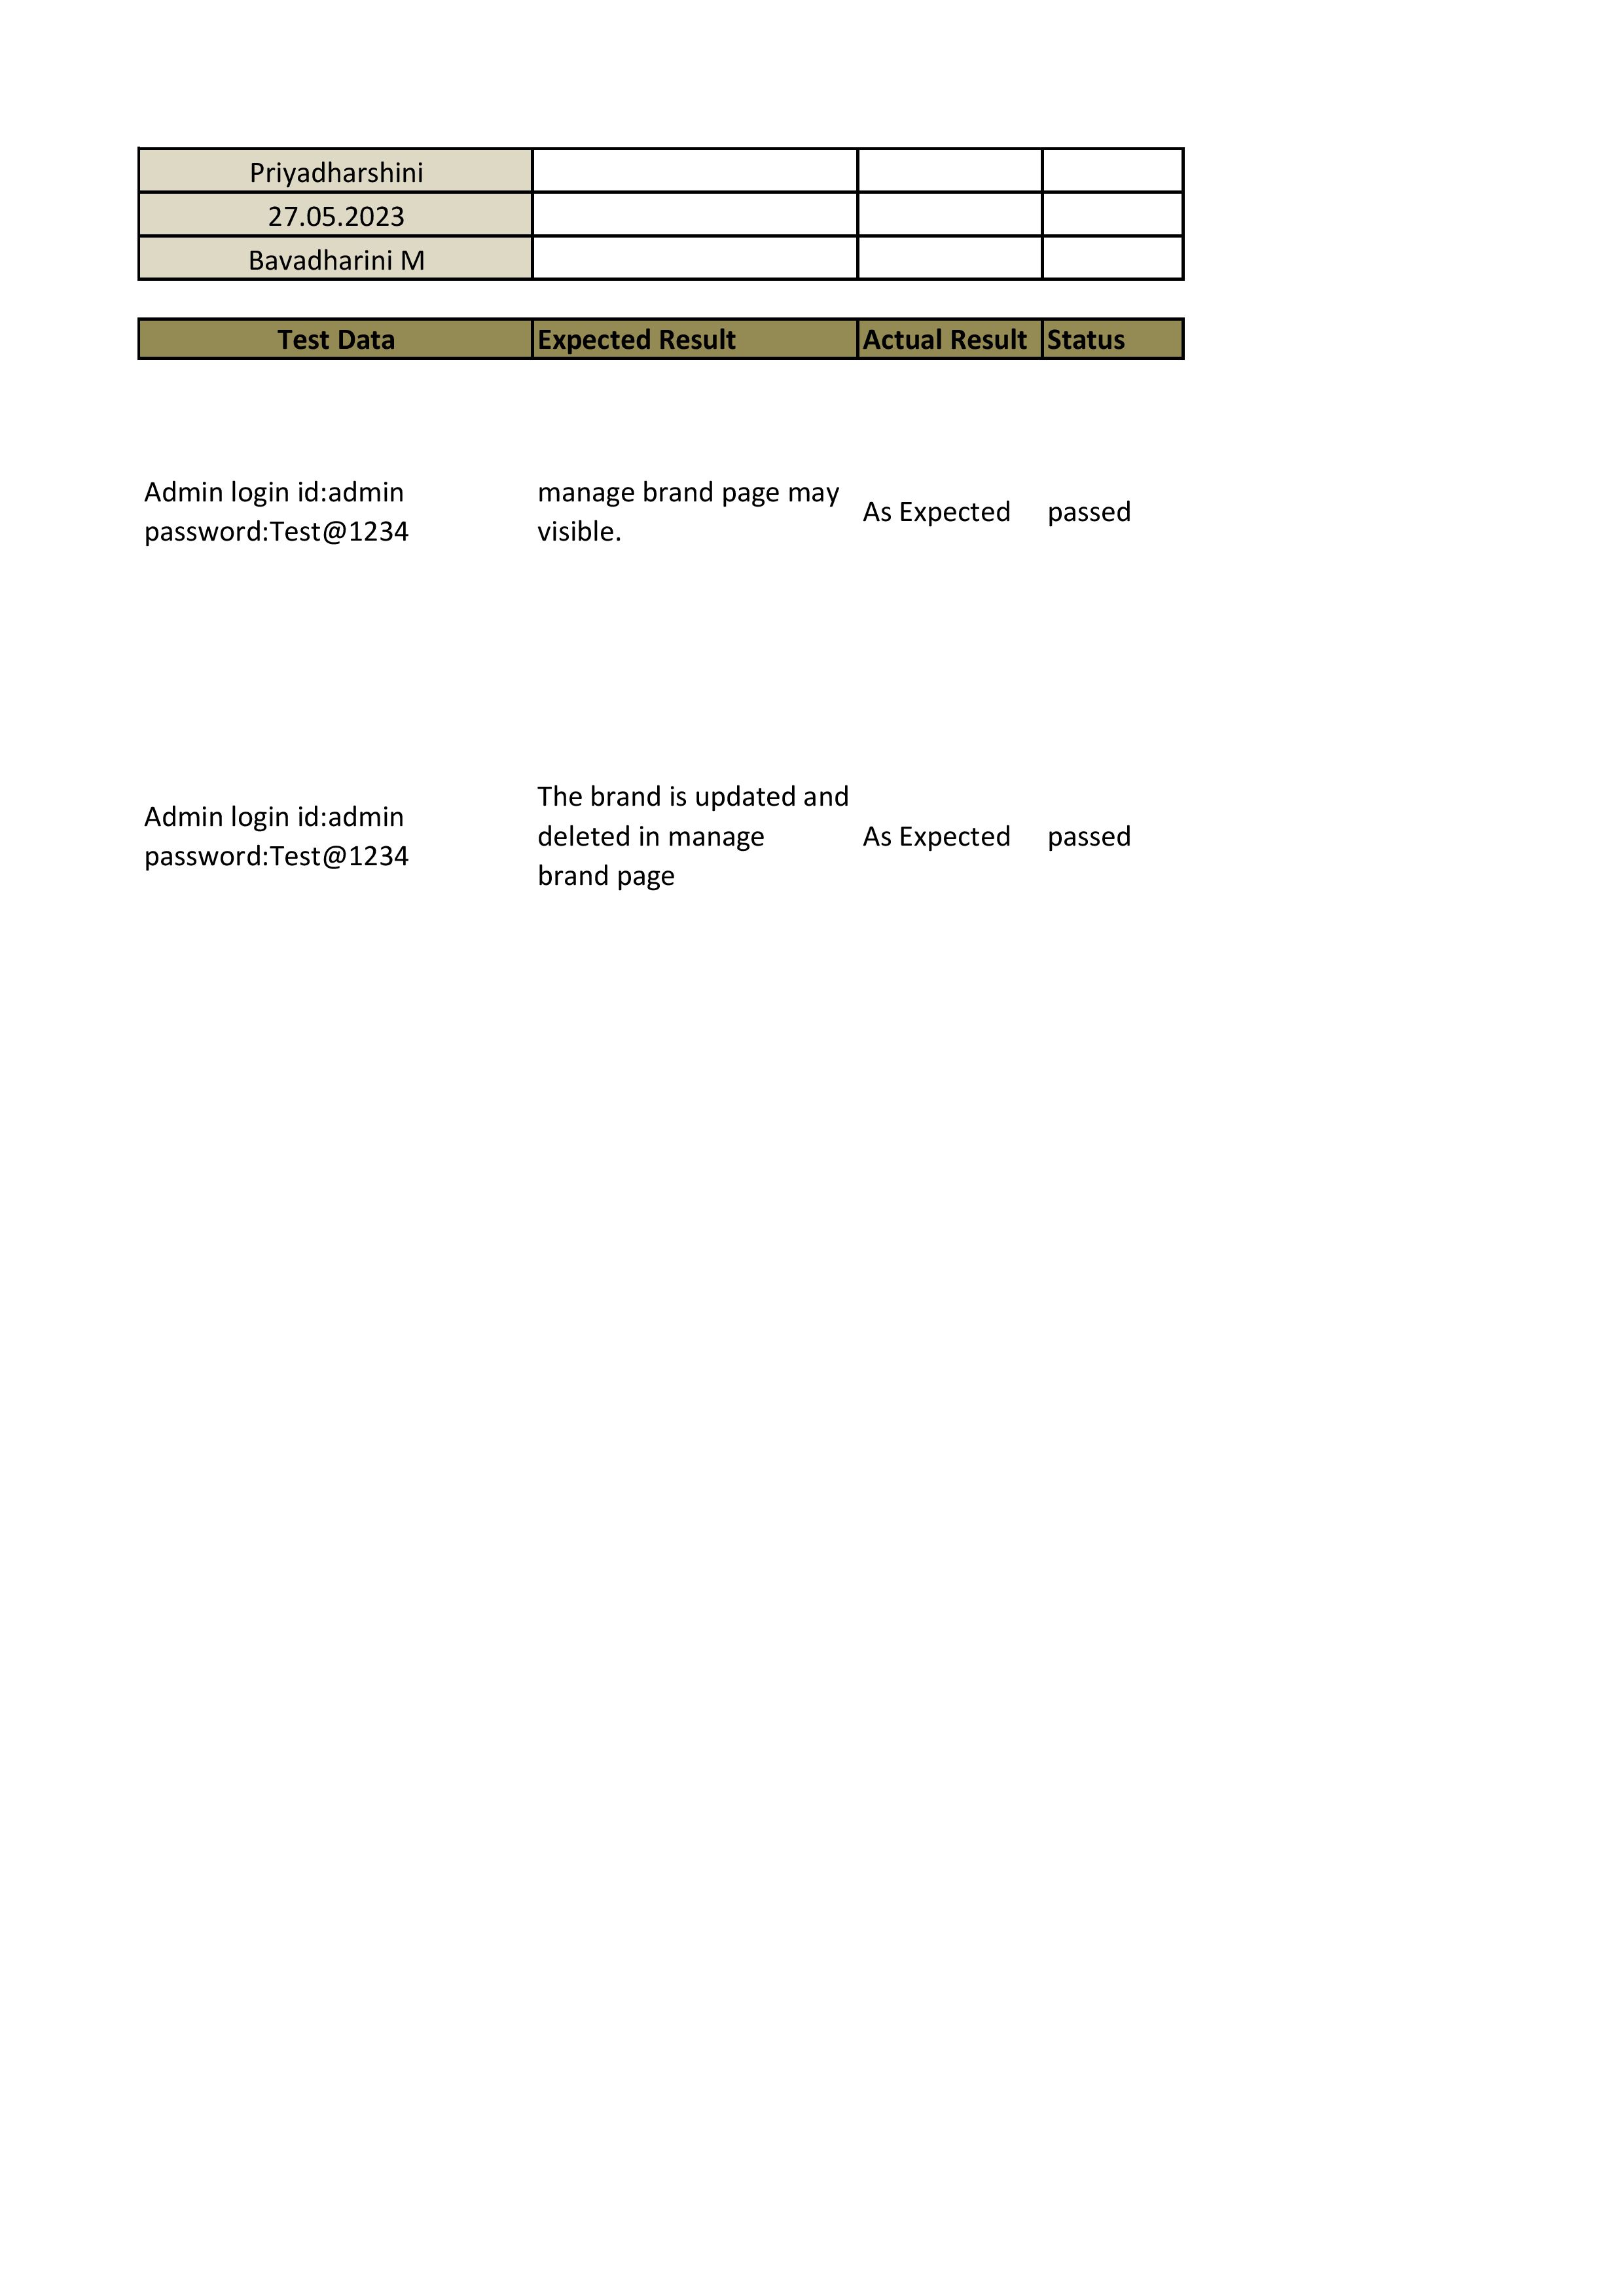 Priyadharshini
27.05.2023
Bavadharini M
Test Data Expected Result Actual Result Status
Admin login id:admin
password:Test@1234
manage brand page may
visible.
As Expected
passed
Admin login id:admin
password:Test@1234
The brand is updated and
deleted in manage
brand page
As Expected
passed